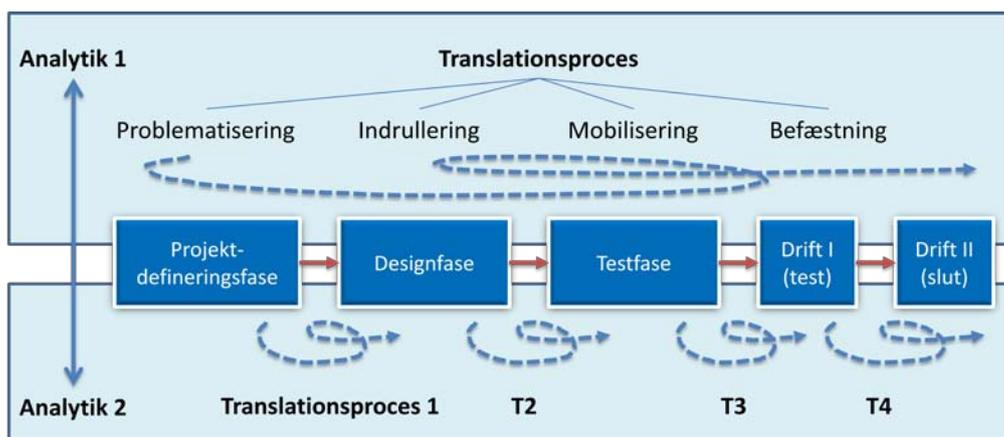 Analytik 1
Translationsproces
Problematisering
Indrullering
Mobilisering
Befæstning
Projekt-
defineringsfase
Designfase
Testfase
Drift I
(test)
Drift II
(slut)
Analytik 2
Translationsproces 1
T2
T3
T4